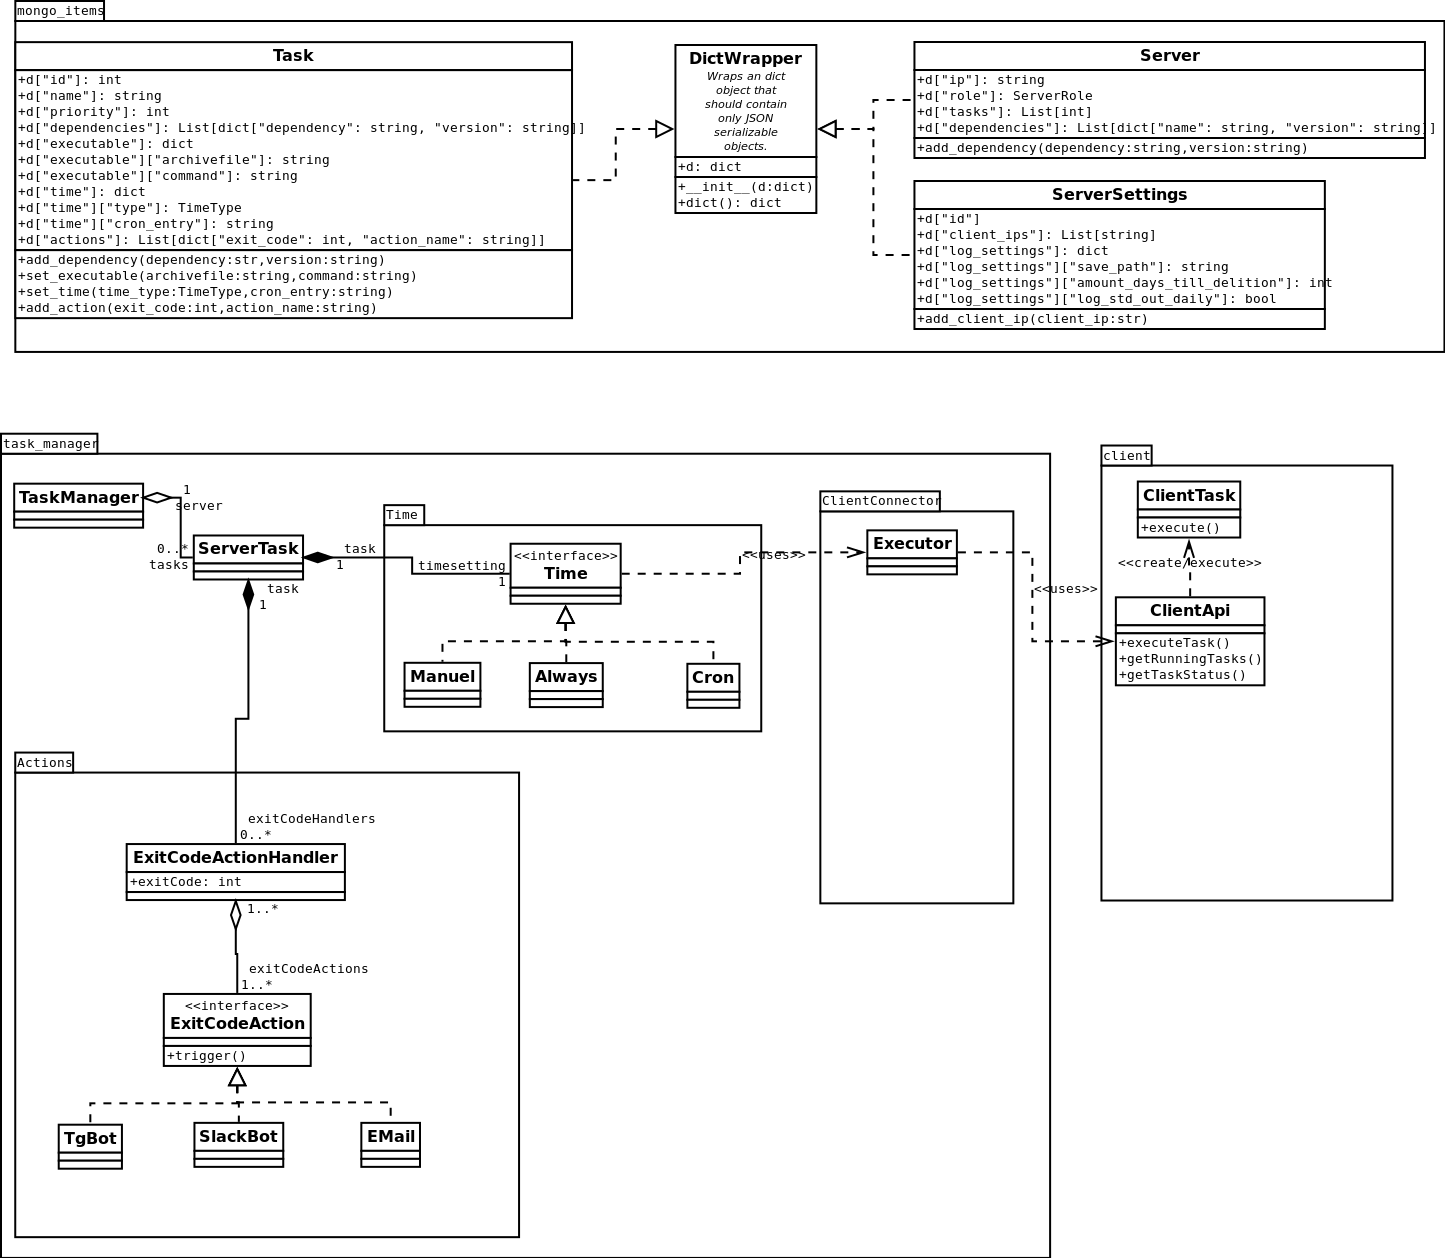 mongo_items
Task
+d["id"]: int
+d["name"]: string
+d["priority"]: int
+d["dependencies"]: List[dict["dependency": string, "version": string]]
+d["executable"]: dict
+d["executable"]["archivefile"]: string
+d["executable"]["command"]: string
+d["time"]: dict
+d["time"]["type"]: TimeType
+d["time"]["cron_entry"]: string
+d["actions"]: List[dict["exit_code": int, "action_name": string]]
+add_dependency(dependency:str,version:string)
+set_executable(archivefile:string,command:string)
+set_time(time_type:TimeType,cron_entry:string)
+add_action(exit_code:int,action_name:string)
DictWrapper
Wraps an dict
object that
should contain
only JSON
serializable
objects.
+d: dict
+__init__(d:dict)
+dict(): dict
Server
+d["ip"]: string
+d["role"]: ServerRole
+d["tasks"]: List[int]
+d["dependencies"]: List[dict["name": string, "version": string]]
+add_dependency(dependency:string,version:string)
ServerSettings
+d["id"]
+d["client_ips"]: List[string]
+d["log_settings"]: dict
+d["log_settings"]["save_path"]: string
+d["log_settings"]["amount_days_till_delition"]: int
+d["log_settings"]["log_std_out_daily"]: bool
+add_client_ip(client_ip:str)
task_manager
TaskManager
1
server
0..*
tasks
ServerTask
task
1
task
1
Time
timesetting
1
<<interface>>
Time
Manuel
Always
Cron
<<uses>>
ClientConnector
Executor
<<uses>>
client
ClientTask
+execute()
<<create/execute>>
ClientApi
+executeTask()
+getRunningTasks()
+getTaskStatus()
Actions
exitCodeHandlers
0..*
ExitCodeActionHandler
+exitCode: int
1..*
exitCodeActions
1..*
<<interface>>
ExitCodeAction
+trigger()
TgBot
SlackBot
EMail